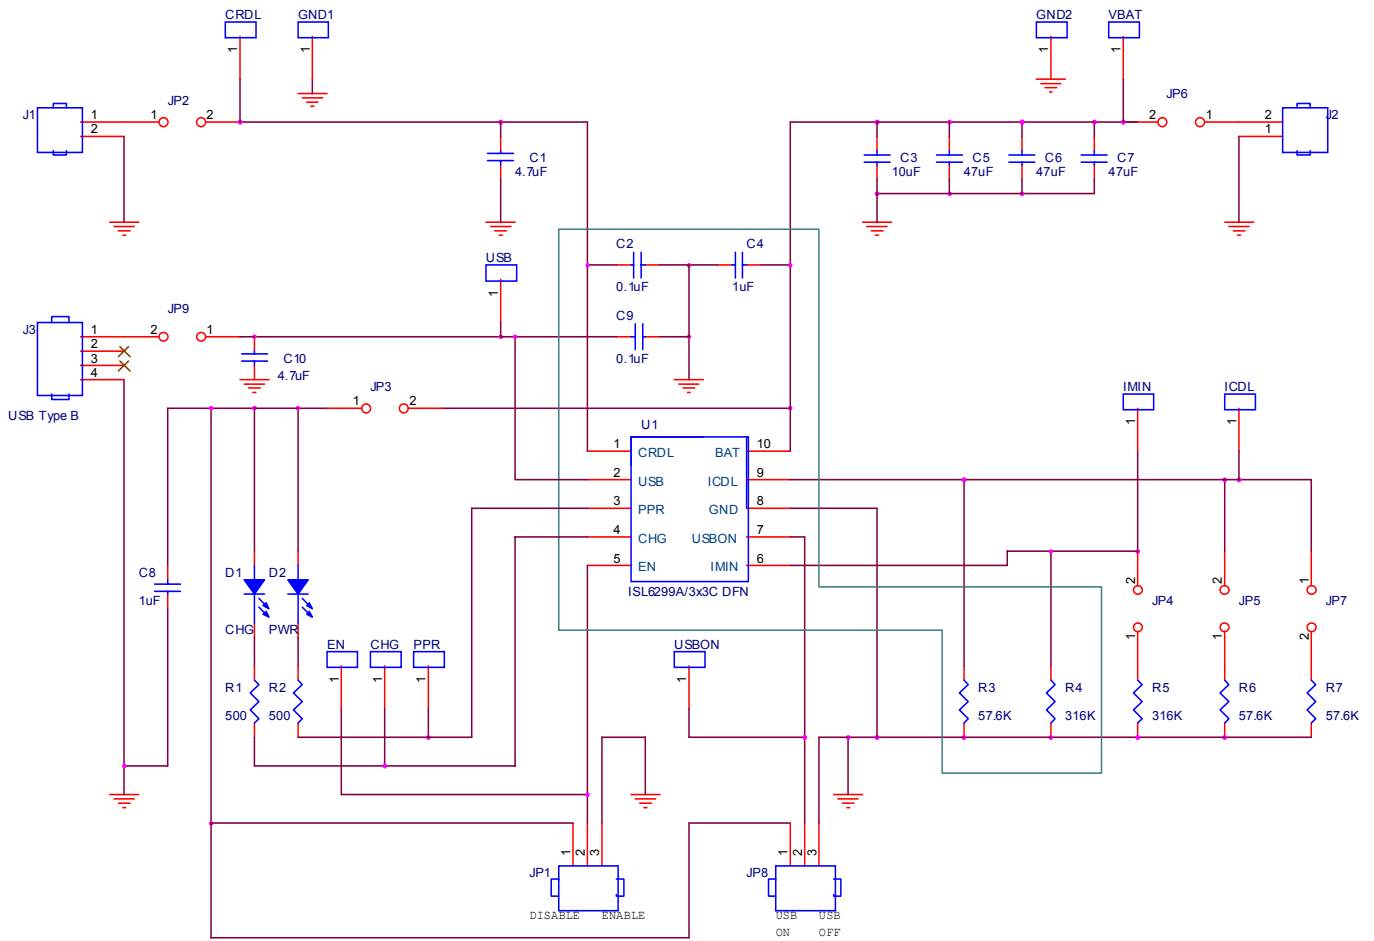 CRDL
GND1
GND2
VBAT
1
1
1
1
J1
1
2
JP2
1
2
JP6
2
1
2
1
J2
C1
4.7uF
C3
10uF
C5
47uF
C6
47uF
C7
47uF
C2
0.1uF
C4
1uF
USB
1
C9
0.1uF
J3
1
2
3
4
USB Type B
JP9
2
1
C10
4.7uF
JP3
1
2
IMIN
1
ICDL
1
U1
1
2
3
4
5
CRDL
USB
PPR
CHG
EN
BAT
ICDL
GND
USBON
IMIN
10
9
8
7
6
ISL6299A/3x3C DFN
C8
1uF
D1
D2
CHG
PWR
EN
1
CHG
1
PPR
1
USBON
1
R1
500
R2
500
2
JP4
1
2
JP5
1
1
JP7
2
R3
57.6K
R4
316K
R5
316K
R6
57.6K
R7
57.6K
JP1
1
2
3
DISABLE
ENABLE
JP8
1
2
3
USB
ON
USB
OFF